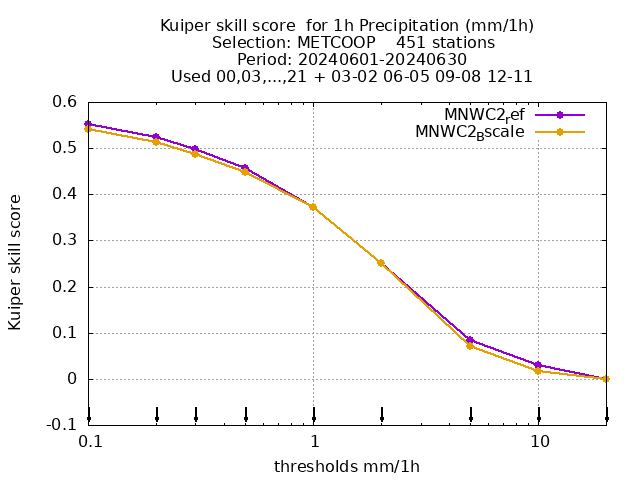 Kuiper skill score  for 1h Precipitation (mm/1h)
Selection: METCOOP    451 stations
Period: 20240601-20240630
Used 00,03,...,21 + 03-02 06-05 09-08 12-11
MNWC2ref
MNWC2Bscale
0.6
0.5
0.4
0.3
0.2
0.1
0
-0.1
Kuiper skill score
0.1 1 10
thresholds mm/1h